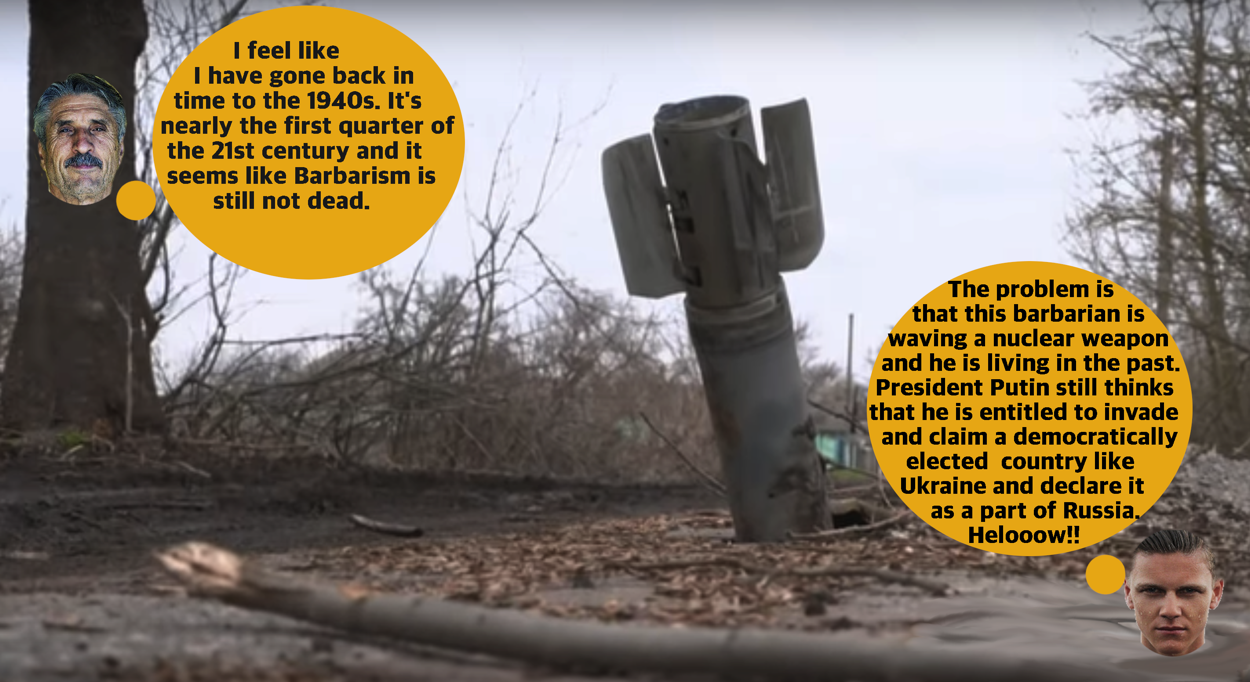 I feel like
I have gone back in
time to the 1940s. It's
nearly the first quarter of
the 21st century and it
seems like Barbarism is
still not dead.
The problem is
that this barbarian is
waving a nuclear weapon
and he is living in the past.
President Putin still thinks
that he is entitled to invade
and claim a democratically
elected  country like
Ukraine and declare it
as a part of Russia.
Helooow!!